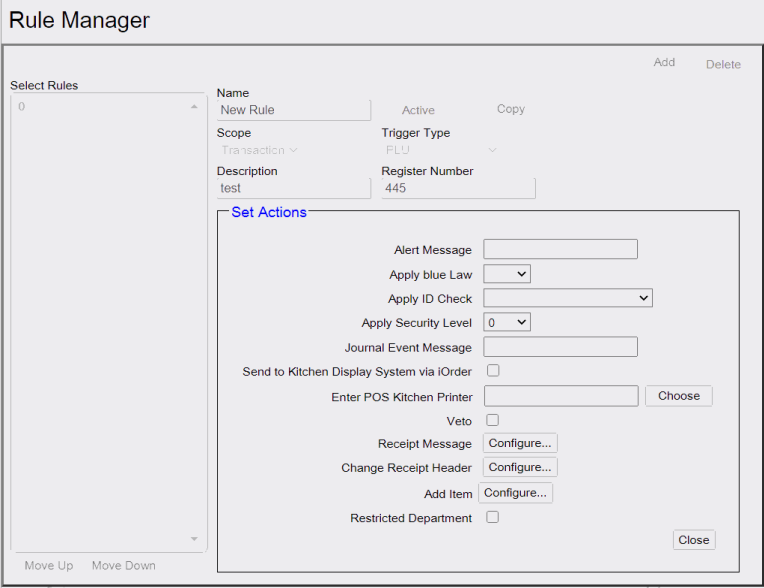 Rule Manager
Add Delete
Select Rules
0
Name
New Rule Active Copy
Scope Trigger Type
Transaction PLU
Description Register Number
test 445
Set Actions
Alert Message
Apply blue Law
Apply ID Check
Apply Security Level 0
Journal Event Message
Send to Kitchen Display System via iOrder
Enter POS Kitchen Printer Choose
Veto
Receipt Message Configure...
Change Receipt Header Configure...
Add Item Configure...
Restricted Department
Close
Move Up Move Down